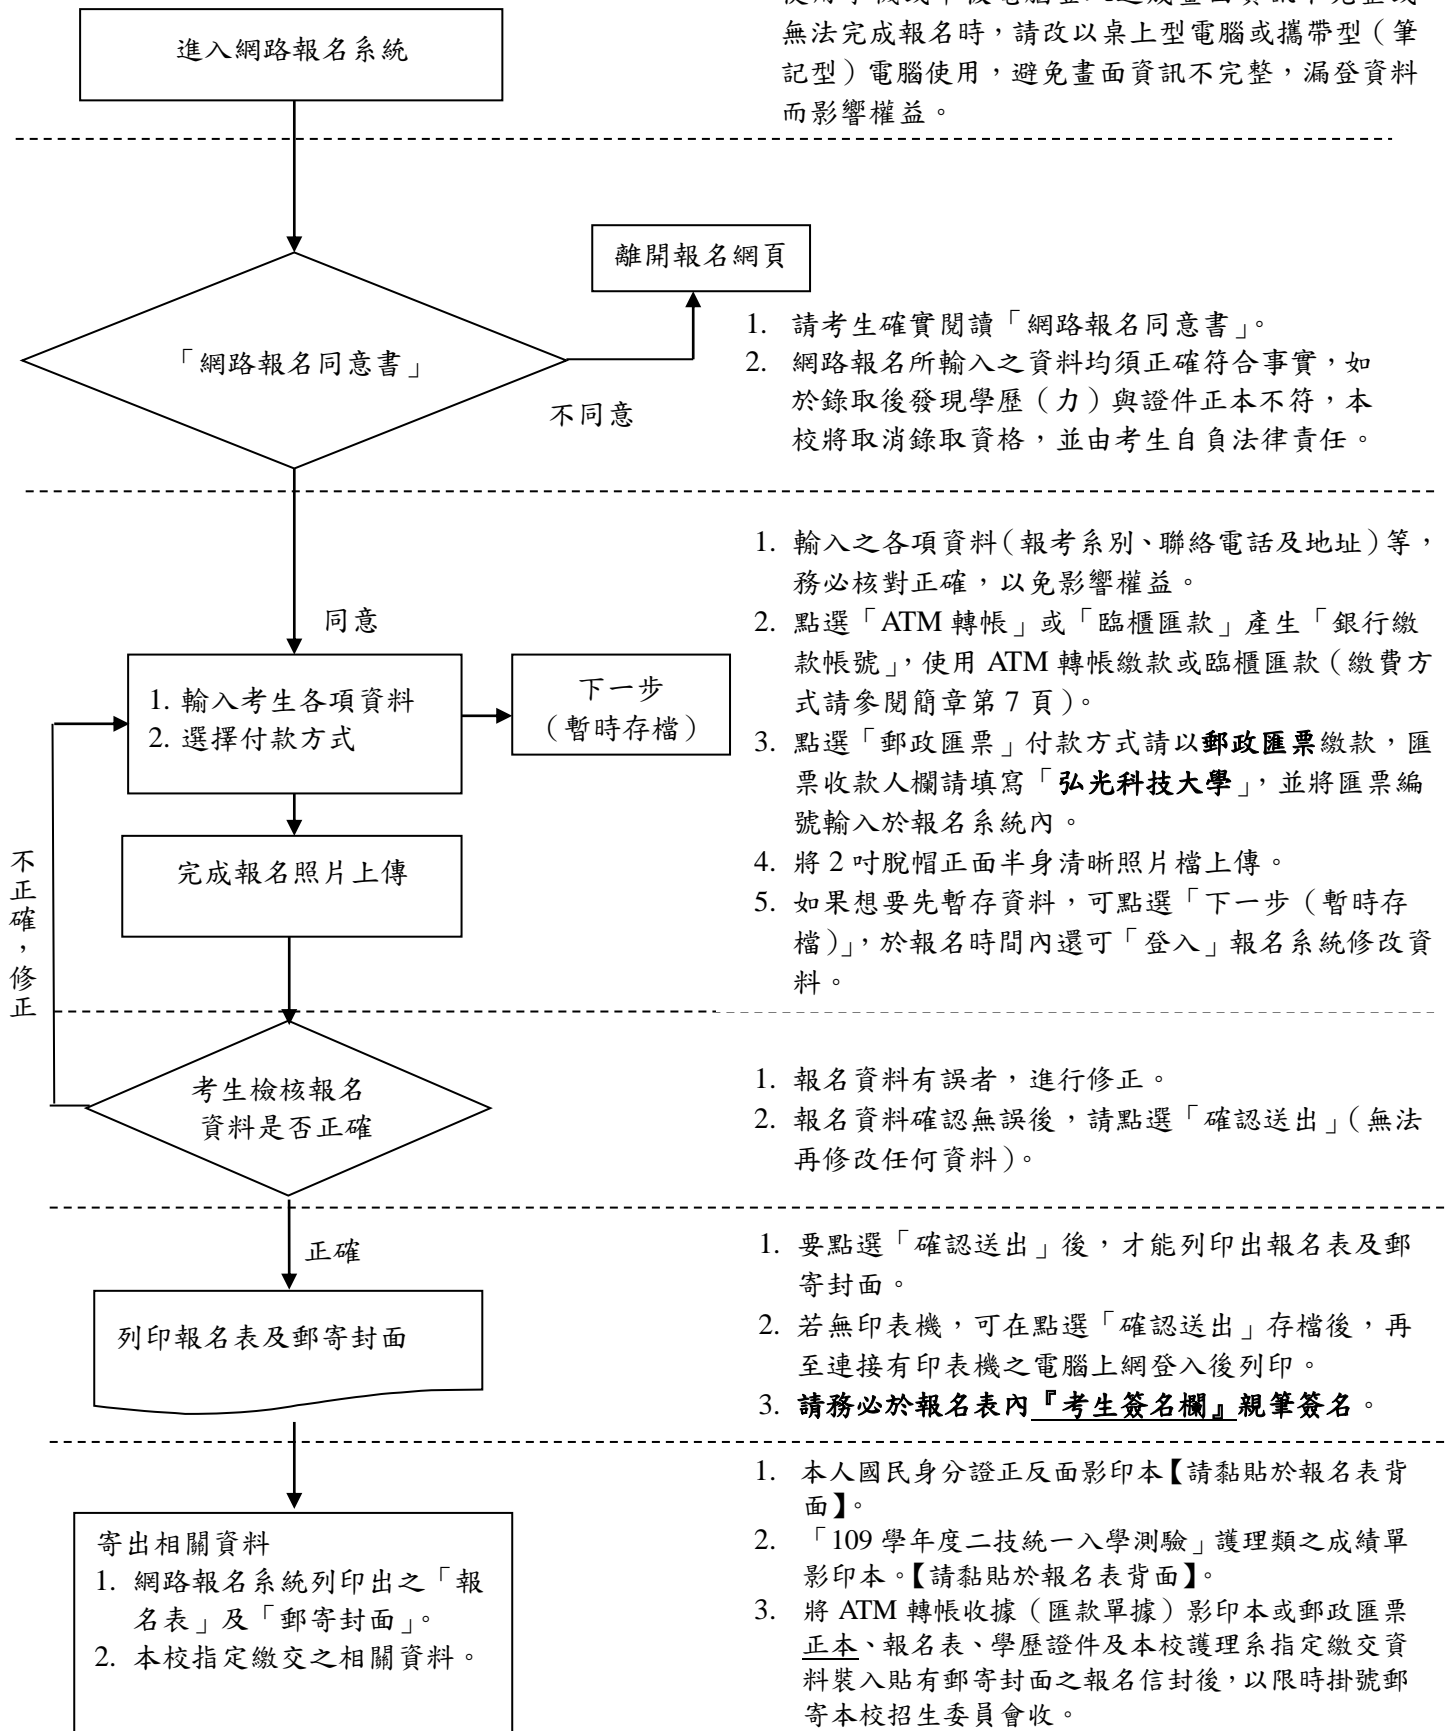 進入網路報名系統
無法完成報名時，請改以桌上型電腦或攜帶型（筆
記型）電腦使用，避免畫面資訊不完整，漏登資料
而影響權益。
離開報名網頁
「網路報名同意書」
不同意
1. 請考生確實閱讀「網路報名同意書」。
2. 網路報名所輸入之資料均須正確符合事實，如
於錄取後發現學歷（力）與證件正本不符，本
校將取消錄取資格，並由考生自負法律責任。
同意
1. 輸入考生各項資料
2. 選擇付款方式
下一步
（暫時存檔）
1. 輸入之各項資料（報考系別、聯絡電話及地址）等，
務必核對正確，以免影響權益。
2. 點選「ATM 轉帳」或「臨櫃匯款」產生「銀行繳
款帳號」，使用 ATM 轉帳繳款或臨櫃匯款（繳費方
式請參閱簡章第 7 頁）。
3. 點選「郵政匯票」付款方式請以郵政匯票繳款，匯
票收款人欄請填寫「弘光科技大學」，並將匯票編
號輸入於報名系統內。
4. 將 2 吋脫帽正面半身清晰照片檔上傳。
5. 如果想要先暫存資料，可點選「下一步（暫時存
檔）」，於報名時間內還可「登入」報名系統修改資
料。
完成報名照片上傳
不正確，修正
考生檢核報名
資料是否正確
1. 報名資料有誤者，進行修正。
2. 報名資料確認無誤後，請點選「確認送出」（無法
再修改任何資料）。
正確
列印報名表及郵寄封面
1. 要點選「確認送出」後，才能列印出報名表及郵
寄封面。
2. 若無印表機，可在點選「確認送出」存檔後，再
至連接有印表機之電腦上網登入後列印。
3. 請務必於報名表內『考生簽名欄』親筆簽名。
寄出相關資料
1. 網路報名系統列印出之「報
名表」及「郵寄封面」。
2. 本校指定繳交之相關資料。
1. 本人國民身分證正反面影印本【請黏貼於報名表背
面】。
2. 「109 學年度二技統一入學測驗」護理類之成績單
影印本。【請黏貼於報名表背面】。
3. 將 ATM 轉帳收據（匯款單據）影印本或郵政匯票
正本、報名表、學歷證件及本校護理系指定繳交資
料裝入貼有郵寄封面之報名信封後，以限時掛號郵
寄本校招生委員會收。